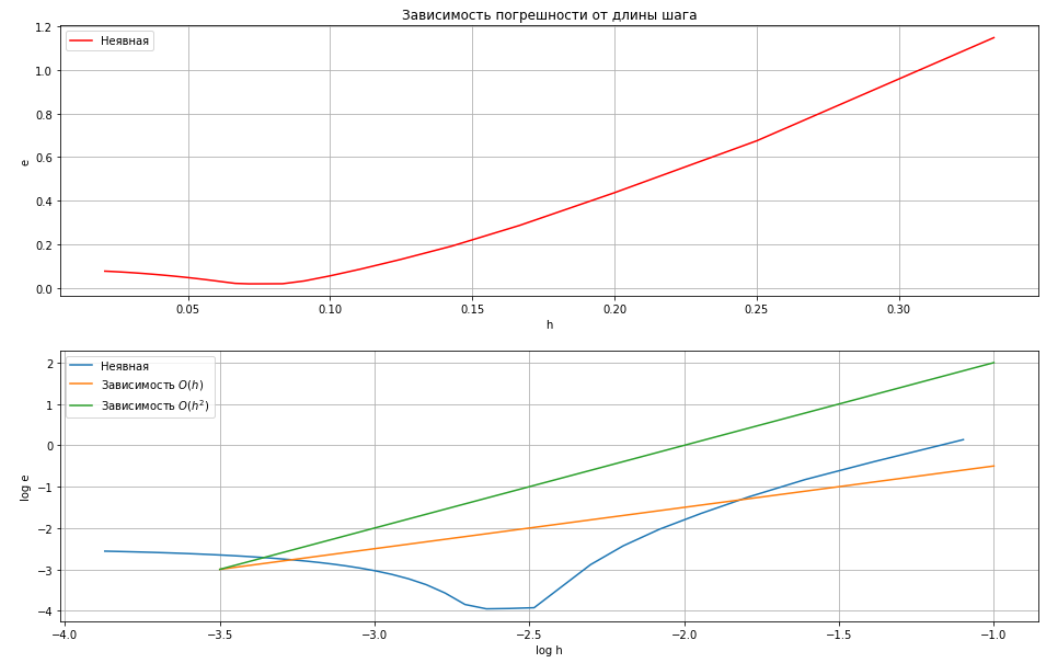 Зависимость погрешности от длины шага
1.2
1.0
0.8
0.6
0.4
0.2
0.0
e
Неявная
0.05 0.10 0.15 0.20 0.25 0.30
h
2
1
0
−1
−2
−3
−4
log e
Неявная
Зависимость O(h)
Зависимость O(h²)
−4.0 −3.5 −3.0 −2.5 −2.0 −1.5 −1.0
log h